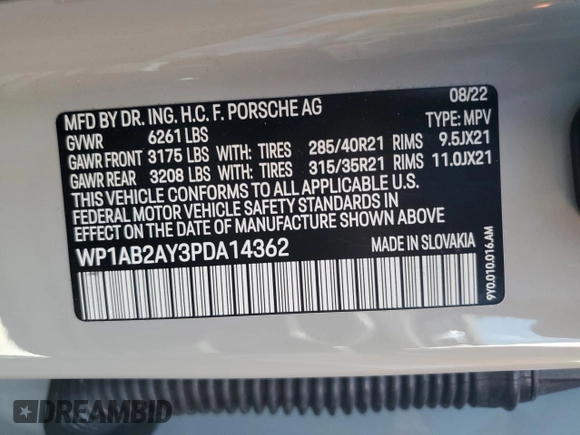 MFD BY DR. ING. H.C. F. PORSCHE AG 08/22
GVWR 6261 LBS TYPE: MPV
GAWR FRONT 3175 LBS WITH: TIRES 285/40R21 RIMS 9.5JX21
GAWR REAR 3208 LBS WITH: TIRES 315/35R21 RIMS 11.0JX21
THIS VEHICLE CONFORMS TO ALL APPLICABLE U.S.
FEDERAL MOTOR VEHICLE SAFETY STANDARDS IN
EFFECT ON THE DATE OF MANUFACTURE SHOWN ABOVE
WP1AB2AY3PDA14362 MADE IN SLOVAKIA
9Y0.010.016.AM
DREAMBID